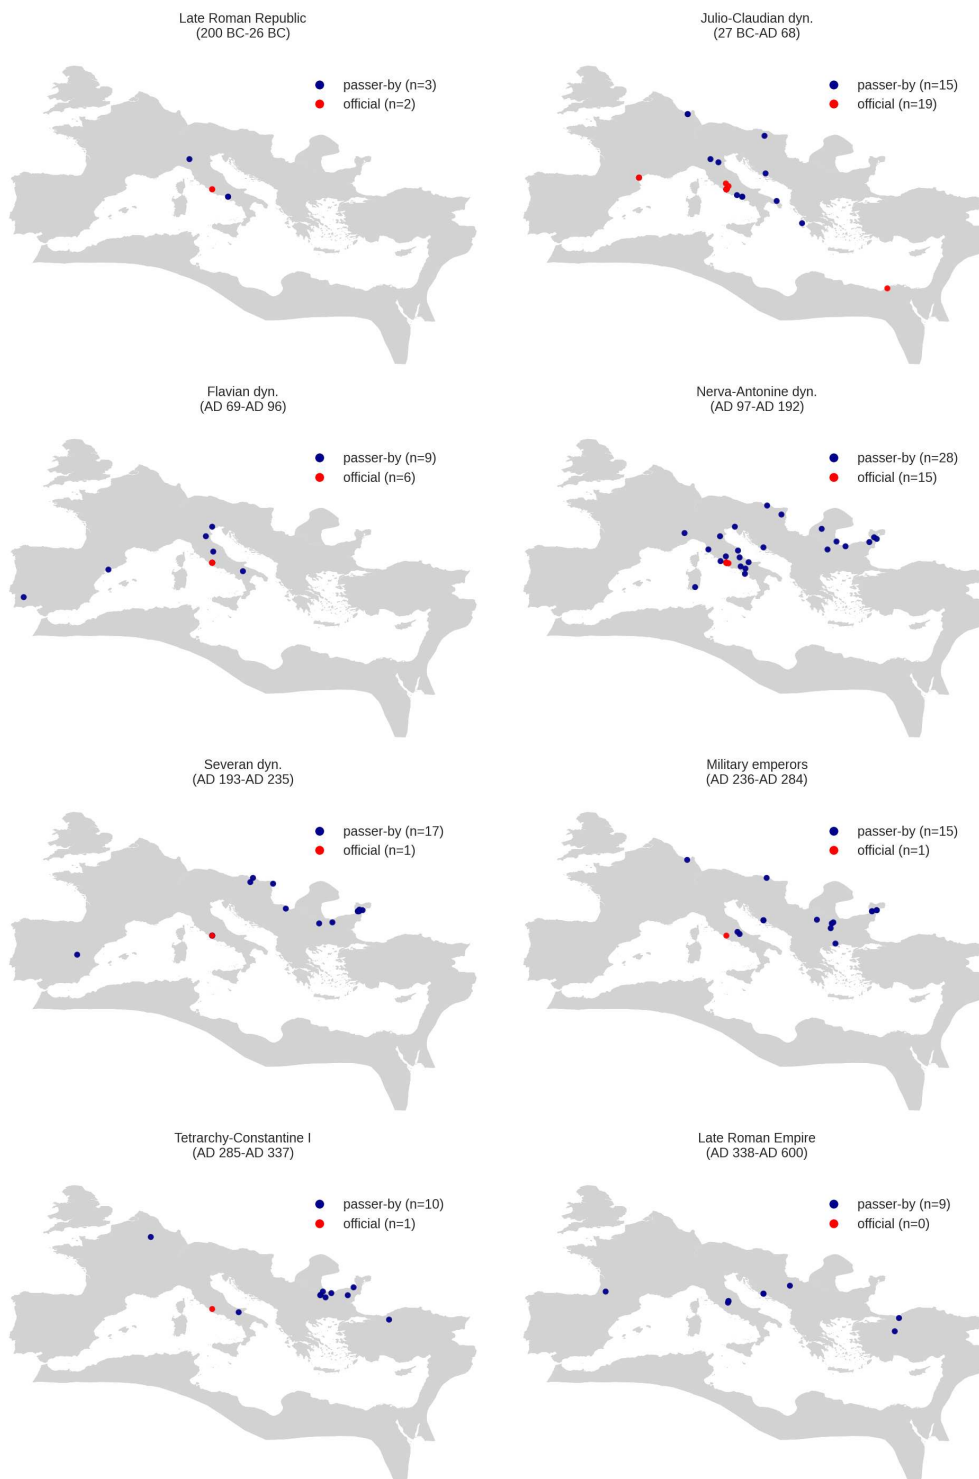 Late Roman Republic
(200 BC-26 BC)
passer-by (n=3)
official (n=2)
Julio-Claudian dyn.
(27 BC-AD 68)
passer-by (n=15)
official (n=19)
Flavian dyn.
(AD 69-AD 96)
passer-by (n=9)
official (n=6)
Nerva-Antonine dyn.
(AD 97-AD 192)
passer-by (n=28)
official (n=15)
Severan dyn.
(AD 193-AD 235)
passer-by (n=17)
official (n=1)
Military emperors
(AD 236-AD 284)
passer-by (n=15)
official (n=1)
Tetrarchy-Constantine I
(AD 285-AD 337)
passer-by (n=10)
official (n=1)
Late Roman Empire
(AD 338-AD 600)
passer-by (n=9)
official (n=0)